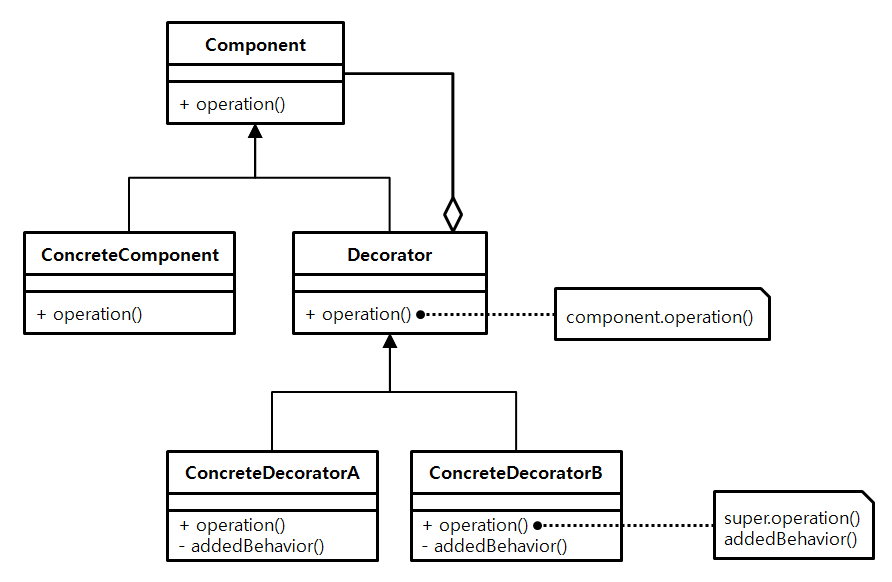 Component
+ operation()
ConcreteComponent
+ operation()
Decorator
+ operation()
component.operation()
ConcreteDecoratorA
+ operation()
- addedBehavior()
ConcreteDecoratorB
+ operation()
- addedBehavior()
super.operation()
addedBehavior()